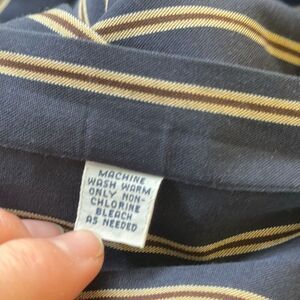 MACHINE
WASH WARM
ONLY NON-
CHLORINE
BLEACH
AS NEEDED